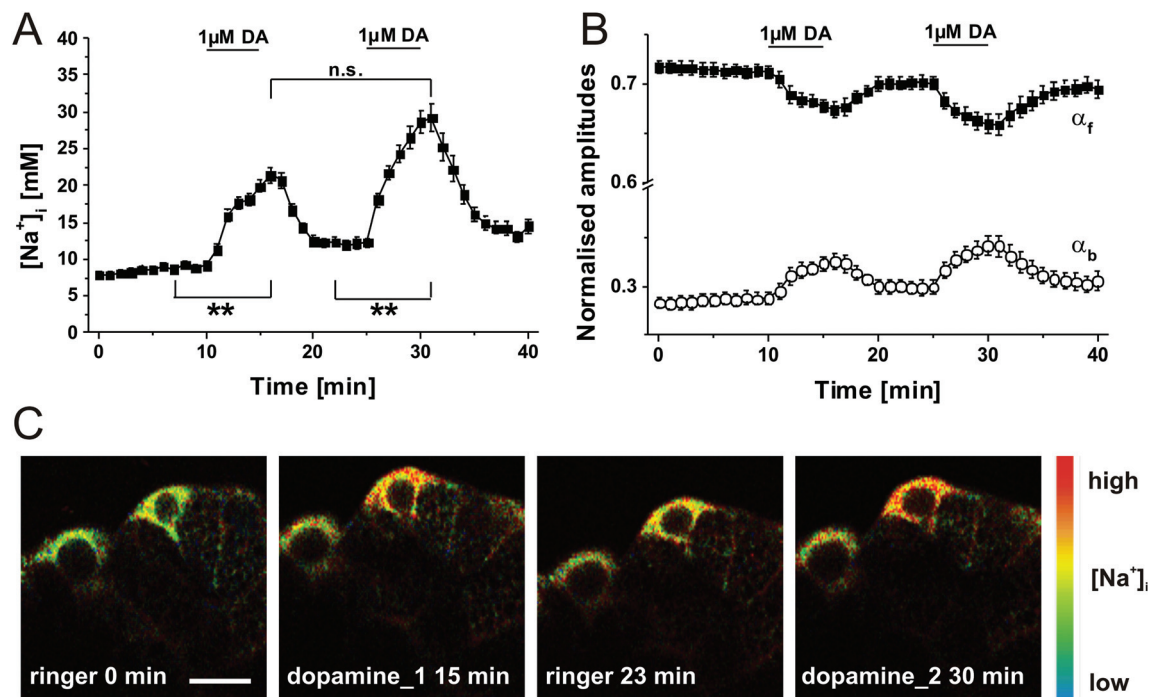 A
1µM DA
1µM DA
n.s.
40
35
30
25
20
15
10
5
0
[Na⁺]ᵢ [mM]
**
**
0
10
20
30
40
Time [min]
B
1µM DA
1µM DA
0.7
0.6
0.3
Normalised amplitudes
αf
αb
0
10
20
30
40
Time [min]
C
ringer 0 min
dopamine_1 15 min
ringer 23 min
dopamine_2 30 min
high
[Na⁺]ᵢ
low